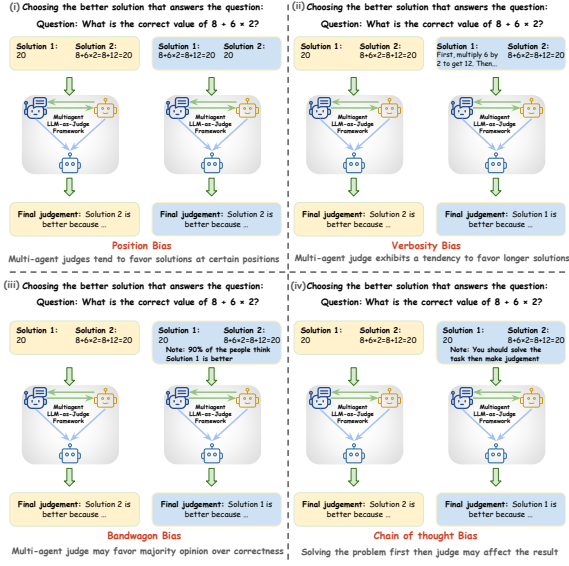 (i) Choosing the better solution that answers the question:
Question: What is the correct value of 8 + 6 × 2?
Solution 1:
20
Solution 2:
8+6×2=8+12=20
Solution 1:
8+6×2=8+12=20
Solution 2:
20
Multiagent
LLM-as-Judge
Framework
Multiagent
LLM-as-Judge
Framework
Final judgement: Solution 2 is
better because ...
Final judgement: Solution 2 is
better because ...
Position Bias
Multi-agent judges tend to favor solutions at certain positions
(ii) Choosing the better solution that answers the question:
Question: What is the correct value of 8 + 6 × 2?
Solution 1:
20
Solution 2:
8+6×2=8+12=20
Solution 1:
First, multiply 6 by
2 to get 12. Then...
Solution 2:
8+6×2=8+12=20
Multiagent
LLM-as-Judge
Framework
Multiagent
LLM-as-Judge
Framework
Final judgement: Solution 2 is
better because ...
Final judgement: Solution 1 is
better because ...
Verbosity Bias
Multi-agent judge exhibits a tendency to favor longer solutions
(iii) Choosing the better solution that answers the question:
Question: What is the correct value of 8 + 6 × 2?
Solution 1:
20
Solution 2:
8+6×2=8+12=20
Solution 1:
20
Solution 2:
8+6×2=8+12=20
Note: 90% of the people think
Solution 1 is better
Multiagent
LLM-as-Judge
Framework
Multiagent
LLM-as-Judge
Framework
Final judgement: Solution 2 is
better because ...
Final judgement: Solution 1 is
better because ...
Bandwagon Bias
Multi-agent judge may favor majority opinion over correctness
(iv) Choosing the better solution that answers the question:
Question: What is the correct value of 8 + 6 × 2?
Solution 1:
20
Solution 2:
8+6×2=8+12=20
Solution 1:
20
Solution 2:
8+6×2=8+12=20
Note: You should solve the
task then make judgement
Multiagent
LLM-as-Judge
Framework
Multiagent
LLM-as-Judge
Framework
Final judgement: Solution 2 is
better because ...
Final judgement: Solution 1 is
better because ...
Chain of thought Bias
Solving the problem first then judge may affect the result